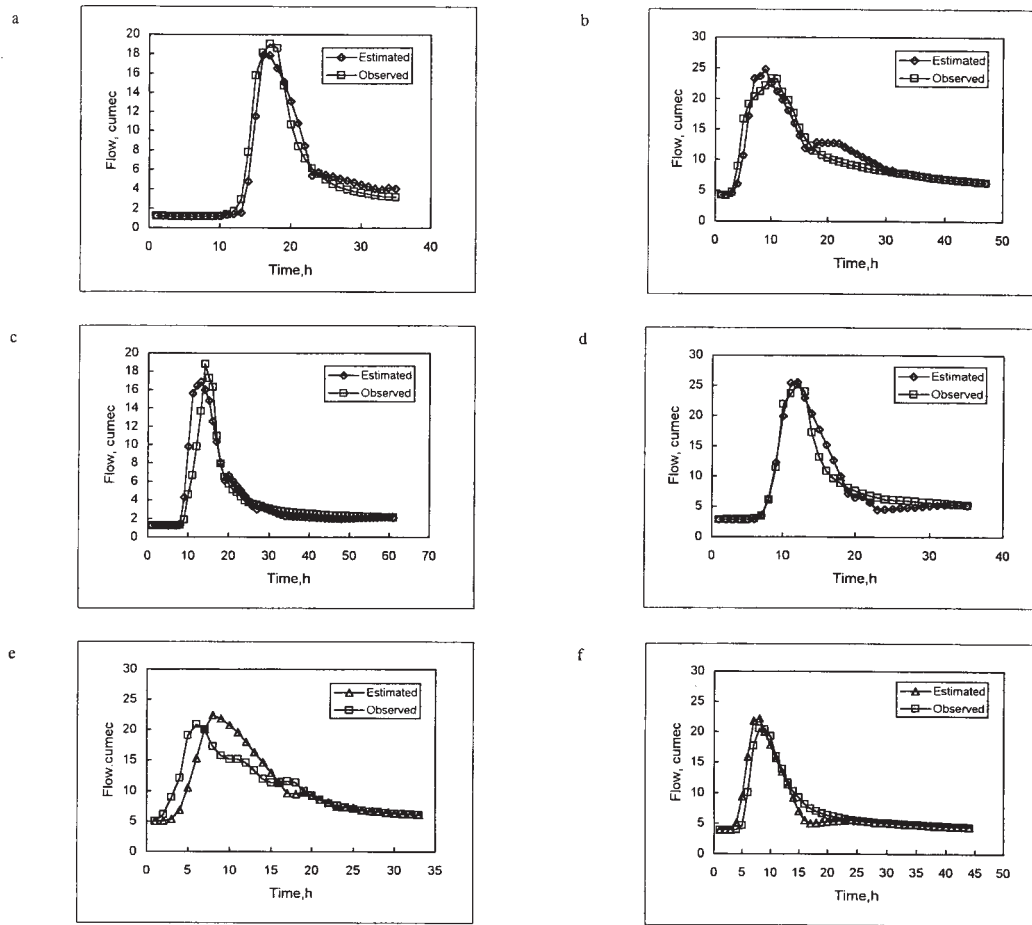 a
20
18
16
14
12
10
8
6
4
2
0
Flow, cumec
0 10 20 30 40
Time,h
Estimated
Observed
b
30
25
20
15
10
5
0
Flow, cumec
0 10 20 30 40 50
Time,h
Estimated
Observed
c
20
18
16
14
12
10
8
6
4
2
0
Flow, cumec
0 10 20 30 40 50 60 70
Time,h
Estimated
Observed
d
30
25
20
15
10
5
0
Flow, cumec
0 10 20 30 40
Time,h
Estimated
Observed
e
30
25
20
15
10
5
0
Flow.cumec
0 5 10 15 20 25 30 35
Time,h
Estimated
Observed
f
30
25
20
15
10
5
0
Flow, cumec
0 5 10 15 20 25 30 35 40 45 50
Time,h
Estimated
Observed